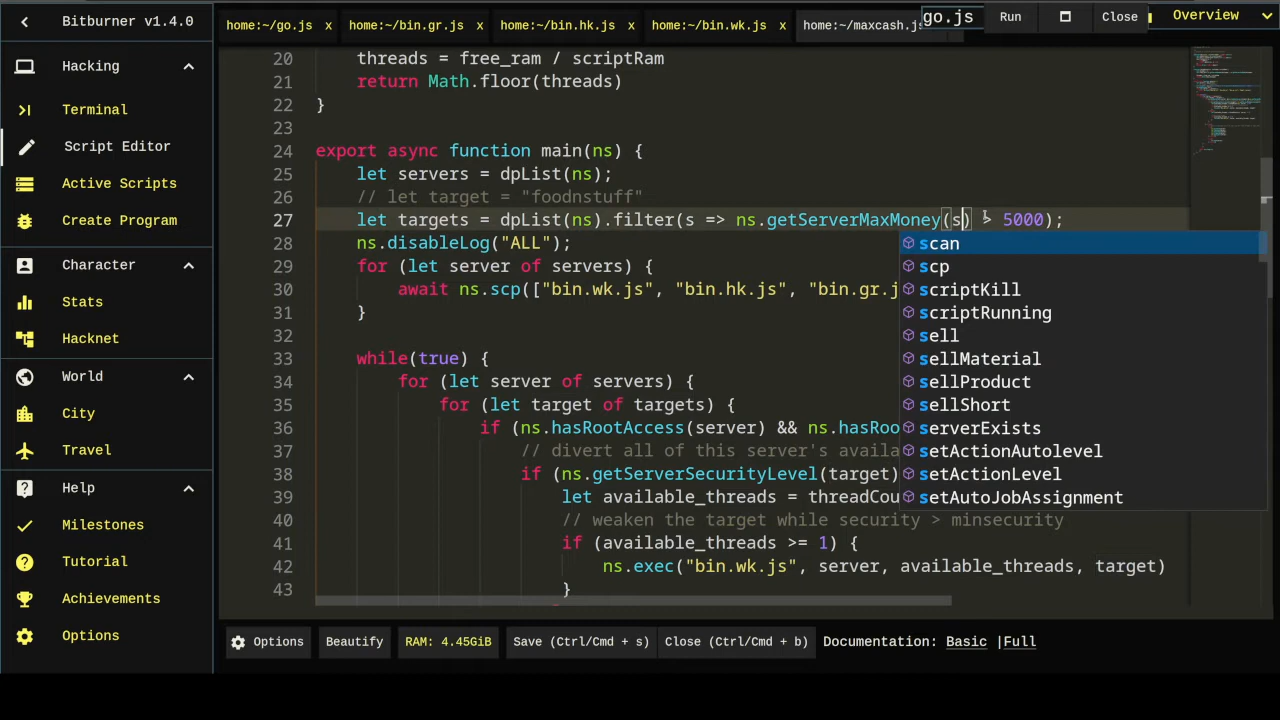 Bitburner v1.4.0
Hacking
Terminal
Script Editor
Active Scripts
Create Program
Character
Stats
Hacknet
World
City
Travel
Help
Milestones
Tutorial
Achievements
Options
home:~/go.js x
home:~/bin.gr.js x
home:~/bin.hk.js x
home:~/bin.wk.js x
home:~/maxcash.js
go.js
Run
Close
Overview
20 threads = free_ram / scriptRam
21 return Math.floor(threads)
22 }
23
24 export async function main(ns) {
25 let servers = dpList(ns);
26 // let target = "foodnstuff"
27 let targets = dpList(ns).filter(s => ns.getServerMaxMoney(s) > 5000);
28 ns.disableLog("ALL");
29 for (let server of servers) {
30 await ns.scp(["bin.wk.js", "bin.hk.js", "bin.gr.j
31 }
32
33 while(true) {
34 for (let server of servers) {
35 for (let target of targets) {
36 if (ns.hasRootAccess(server) && ns.hasRoo
37 // divert all of this server's availa
38 if (ns.getServerSecurityLevel(target)
39 let available_threads = threadCou
40 // weaken the target while security > minsecurity
41 if (available_threads >= 1) {
42 ns.exec("bin.wk.js", server, available_threads, target)
43 }
scan
scp
scriptKill
scriptRunning
sell
sellMaterial
sellProduct
sellShort
serverExists
setActionAutolevel
setActionLevel
setAutoJobAssignment
Options
Beautify
RAM: 4.45GiB
Save (Ctrl/Cmd + s)
Close (Ctrl/Cmd + b)
Documentation: Basic |Full